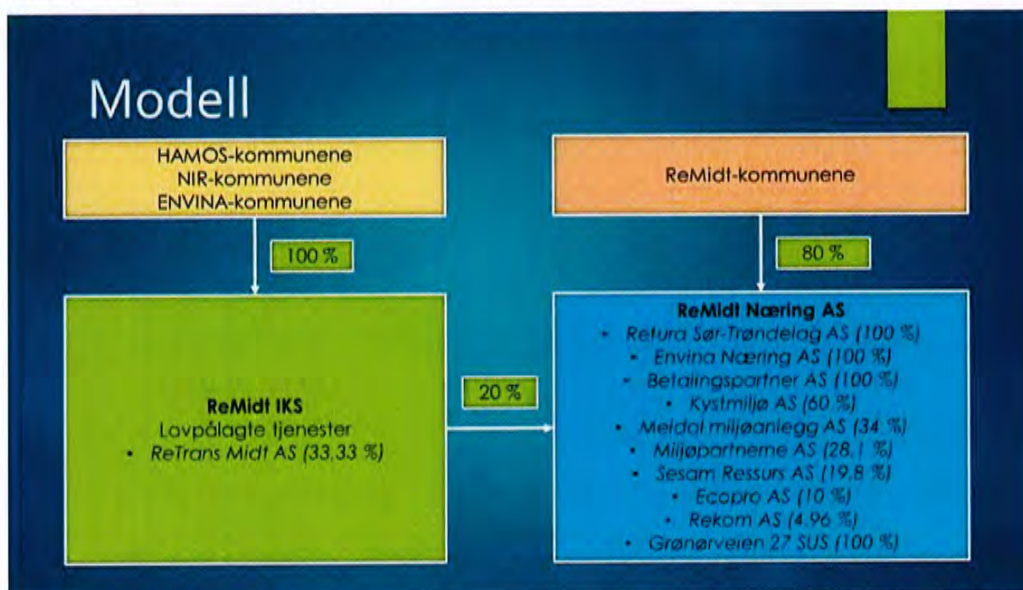 Modell
HAMOS-kommunene
NIR-kommunene
ENVINA-kommunene
ReMidt-kommunene
100 %
80 %
ReMidt IKS
Lovpålagte tjenester
• ReTrans Midt AS (33,33 %)
20 %
ReMidt Næring AS
• Retura Sør-Trøndelag AS (100 %)
• Envina Næring AS (100 %)
• Betalingspartner AS (100 %)
• Kystmiljø AS (60 %)
• Meldal miljøanlegg AS (34 %)
• Miljøpartnerne AS (28,1 %)
• Sesam Ressurs AS (19,8 %)
• Ecopro AS (10 %)
• Rekom AS (4,96 %)
• Grønørveien 27 SUS (100 %)